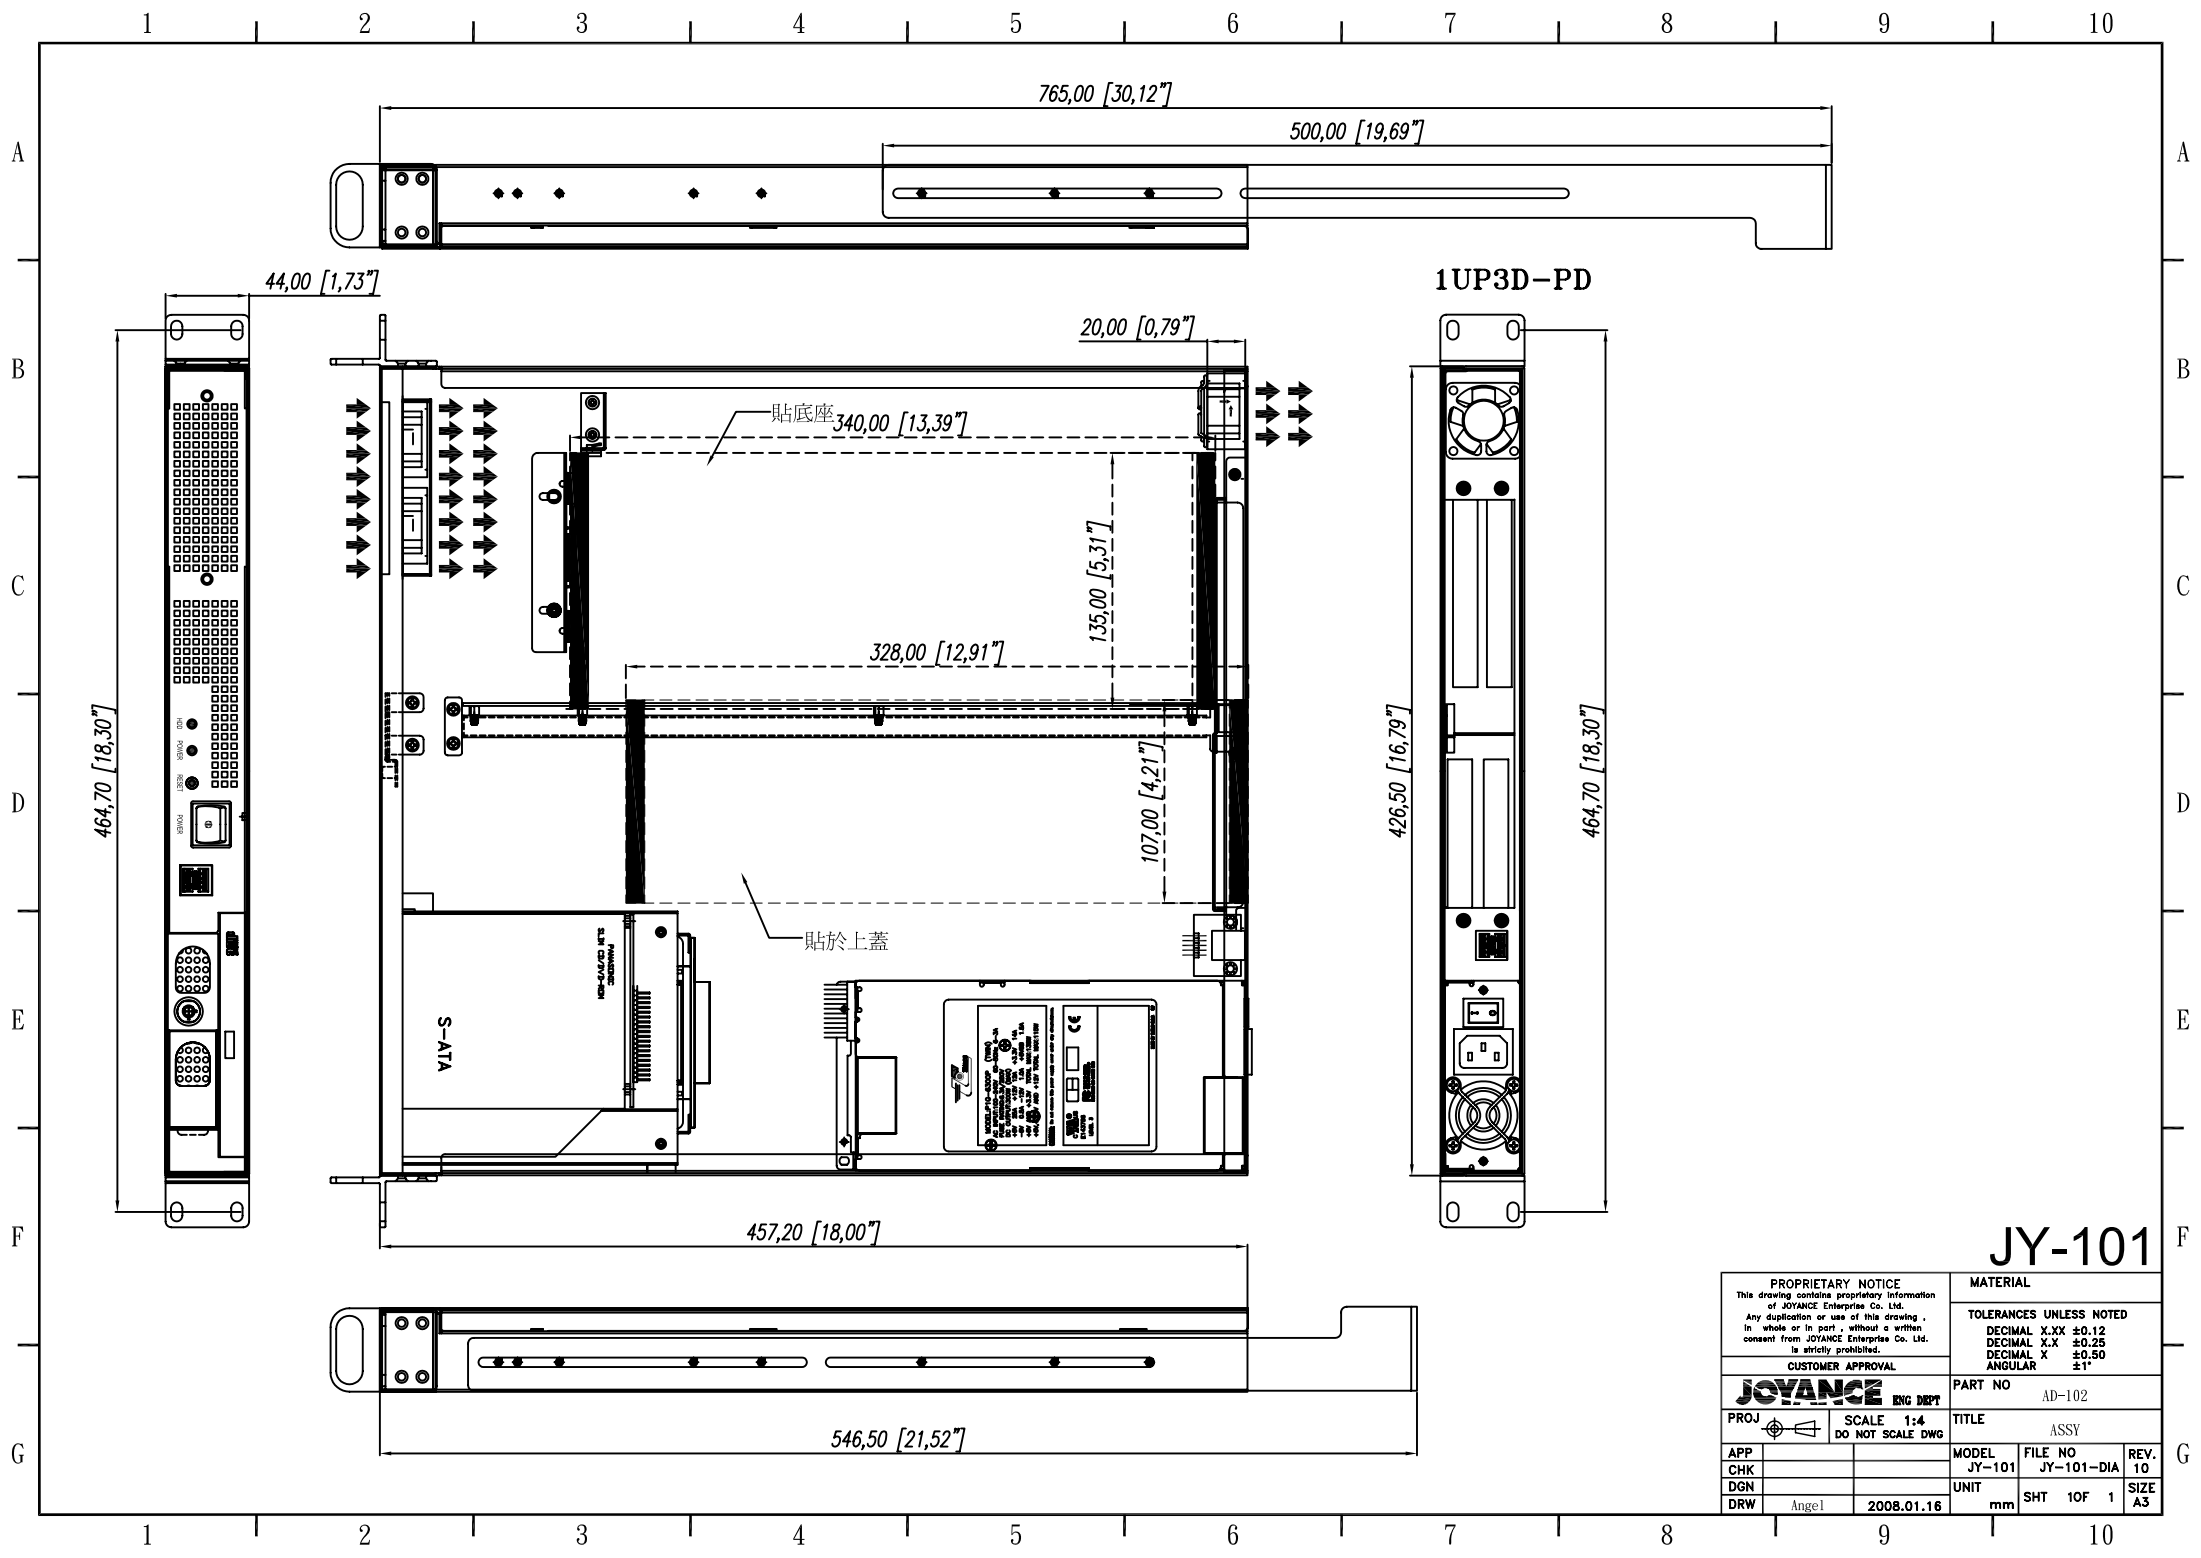 1 2 3 4 5 6 7 8 9 10
A A
B B
C C
D D
E E
F F
G G
765,00 [30,12"]
500,00 [19,69"]
44,00 [1,73"]
1UP3D-PD
20,00 [0,79"]
貼底座
340,00 [13,39"]
135,00 [5,31"]
328,00 [12,91"]
464,70 [18,30"]
HDD
POWER
RESET
POWER
107,00 [4,21"]
426,50 [16,79"]
464,70 [18,30"]
貼於上蓋
PANASONIC
SLIM CD/DVD-ROM
S-ATA
CE
457,20 [18,00"]
546,50 [21,52"]
JY-101
PROPRIETARY NOTICE
This drawing contains proprietary information
of JOYANCE Enterprise Co. Ltd.
Any duplication or use of this drawing ,
in whole or in part , without a written
consent from JOYANCE Enterprise Co. Ltd.
is strictly prohibited.
CUSTOMER APPROVAL
MATERIAL
TOLERANCES UNLESS NOTED
DECIMAL X.XX ±0.12
DECIMAL X.X ±0.25
DECIMAL X ±0.50
ANGULAR ±1°
JOYANCE ENG DEPT
PART NO
AD-102
PROJ
SCALE 1:4
DO NOT SCALE DWG
TITLE
ASSY
APP
CHK
DGN
DRW Angel 2008.01.16
MODEL
JY-101
FILE NO
JY-101-DIA
REV.
10
UNIT
mm
SHT 1OF 1
SIZE
A3
1 2 3 4 5 6 7 8 9 10